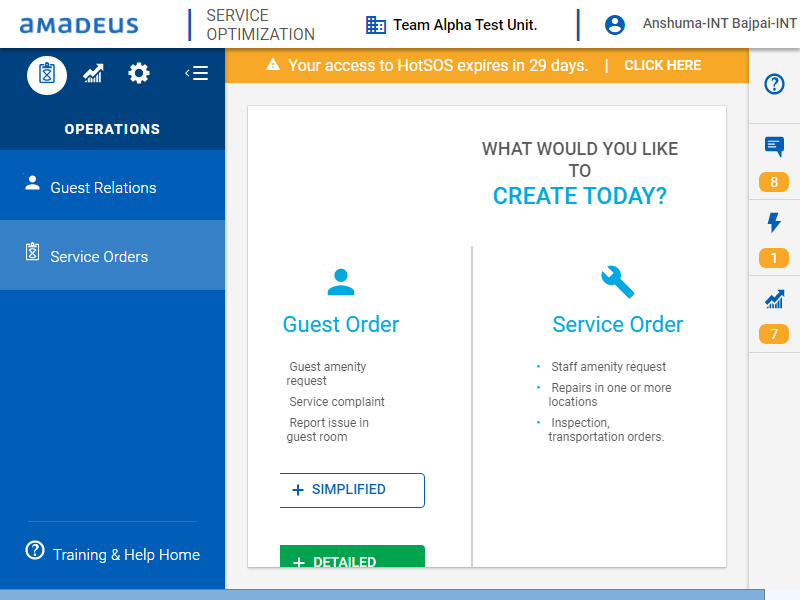 amadeus
SERVICE
OPTIMIZATION
Team Alpha Test Unit.
Anshuma-INT Bajpai-INT
Your access to HotSOS expires in 29 days. | CLICK HERE
OPERATIONS
Guest Relations
Service Orders
Training & Help Home
WHAT WOULD YOU LIKE
TO
CREATE TODAY?
Guest Order
Guest amenity
request
Service complaint
Report issue in
guest room
+ SIMPLIFIED
+ DETAILED
Service Order
• Staff amenity request
• Repairs in one or more
locations
• Inspection,
transportation orders.
8
1
7